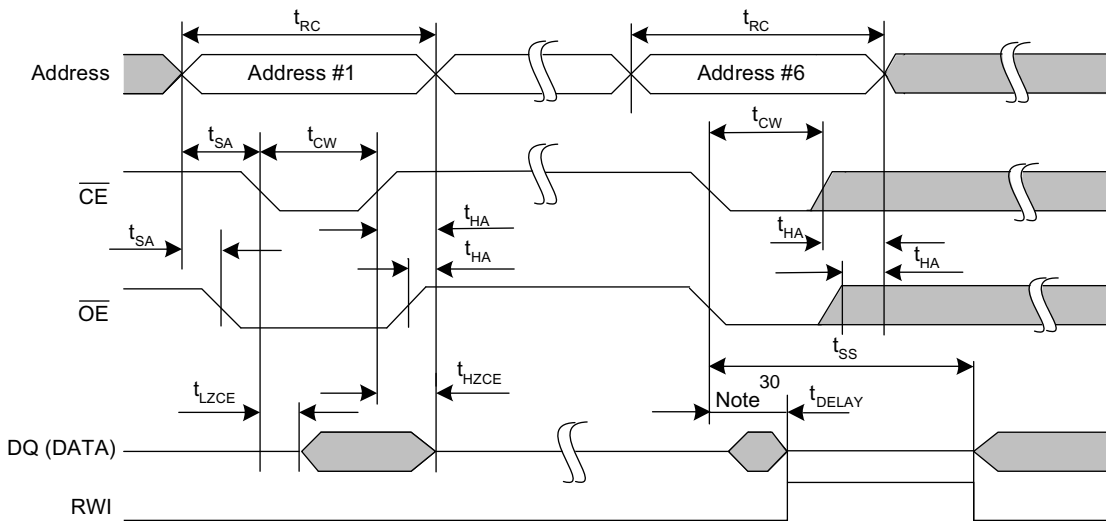 tRC tRC
Address Address #1 Address #6
tSA tCW tCW
CE
tSA tHA tHA
tHA tHA
OE
tSS
tLZCE tHZCE Note 30 tDELAY
DQ (DATA)
RWI